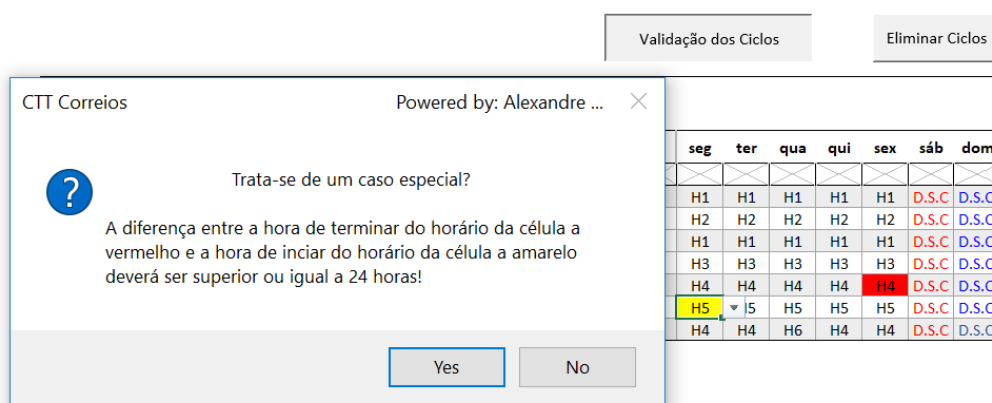 Validação dos Ciclos
Eliminar Ciclos
CTT Correios
Powered by: Alexandre ...
Trata-se de um caso especial?
A diferença entre a hora de terminar do horário da célula a
vermelho e a hora de inciar do horário da célula a amarelo
deverá ser superior ou igual a 24 horas!
Yes
No
seg ter qua qui sex sáb dom
H1 H1 H1 H1 H1 D.S.C D.S.C
H2 H2 H2 H2 H2 D.S.C D.S.C
H1 H1 H1 H1 H1 D.S.C D.S.C
H3 H3 H3 H3 H3 D.S.C D.S.C
H4 H4 H4 H4 H4 D.S.C D.S.C
H5 H5 H5 H5 H5 D.S.C D.S.C
H4 H4 H6 H4 H4 D.S.C D.S.C